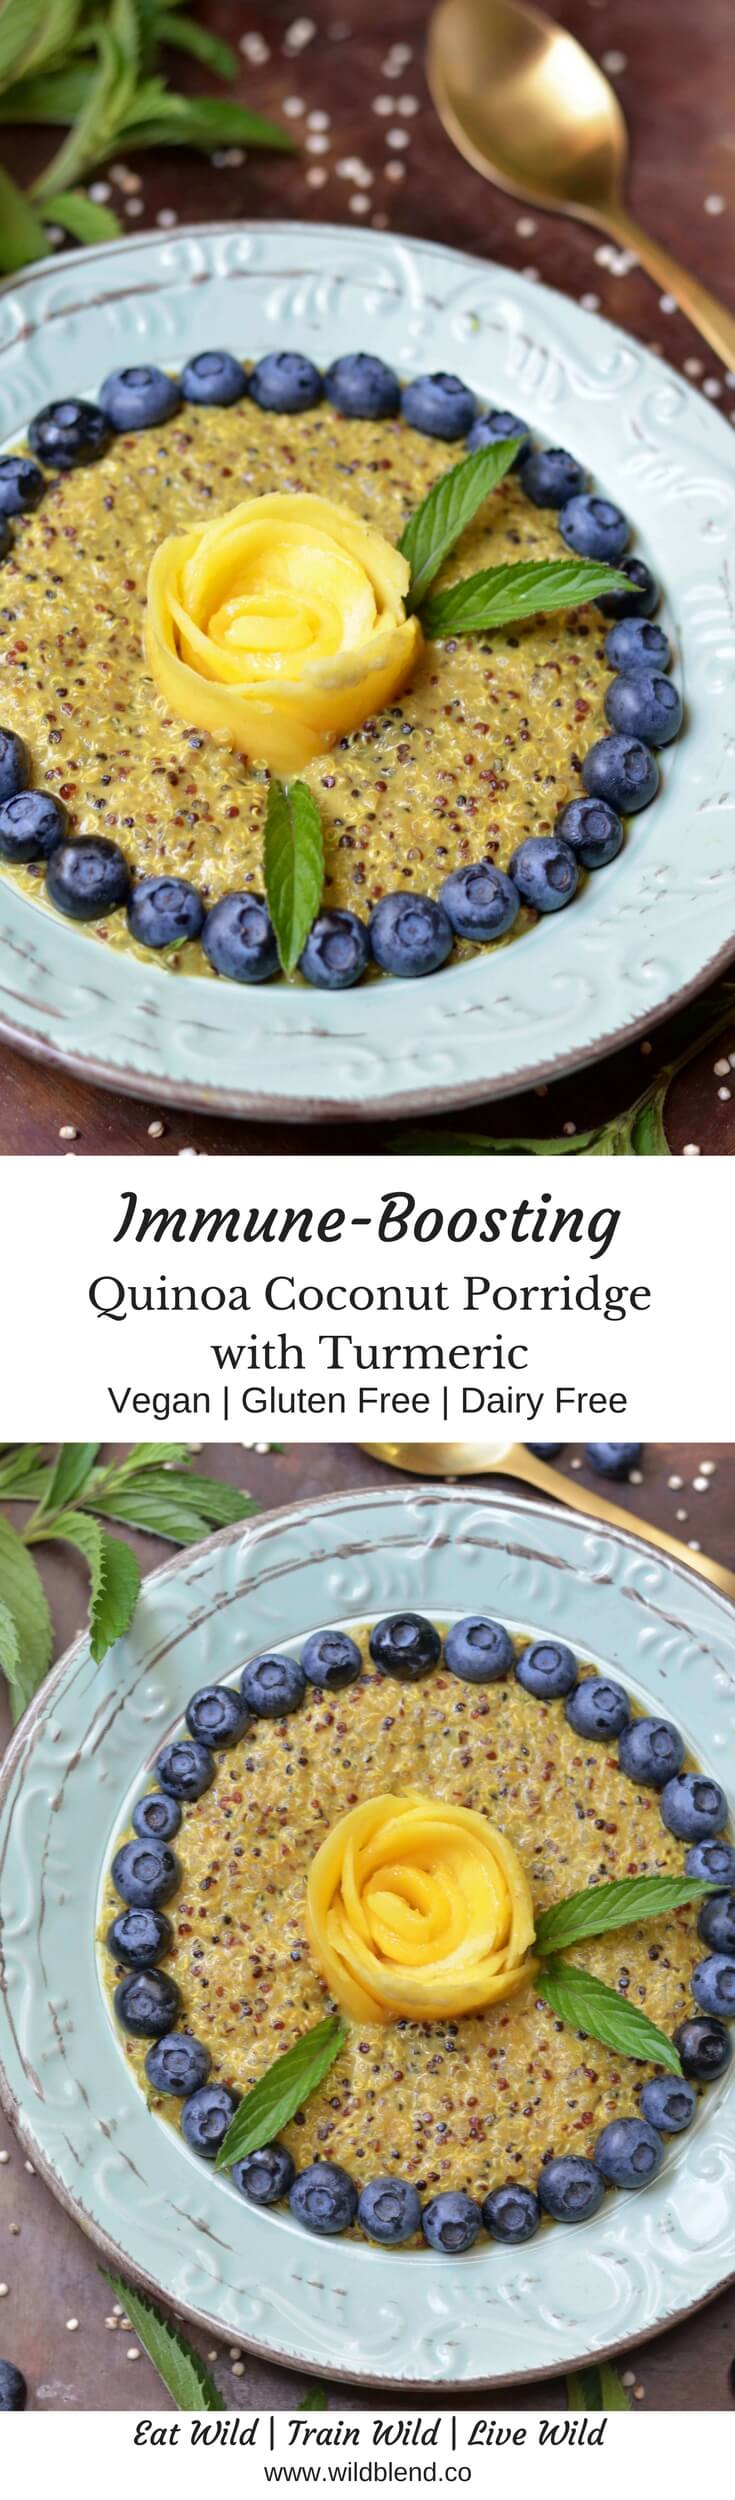 Immune-Boosting
Quinoa Coconut Porridge
with Turmeric
Vegan | Gluten Free | Dairy Free
Eat Wild | Train Wild | Live Wild
www.wildblend.co